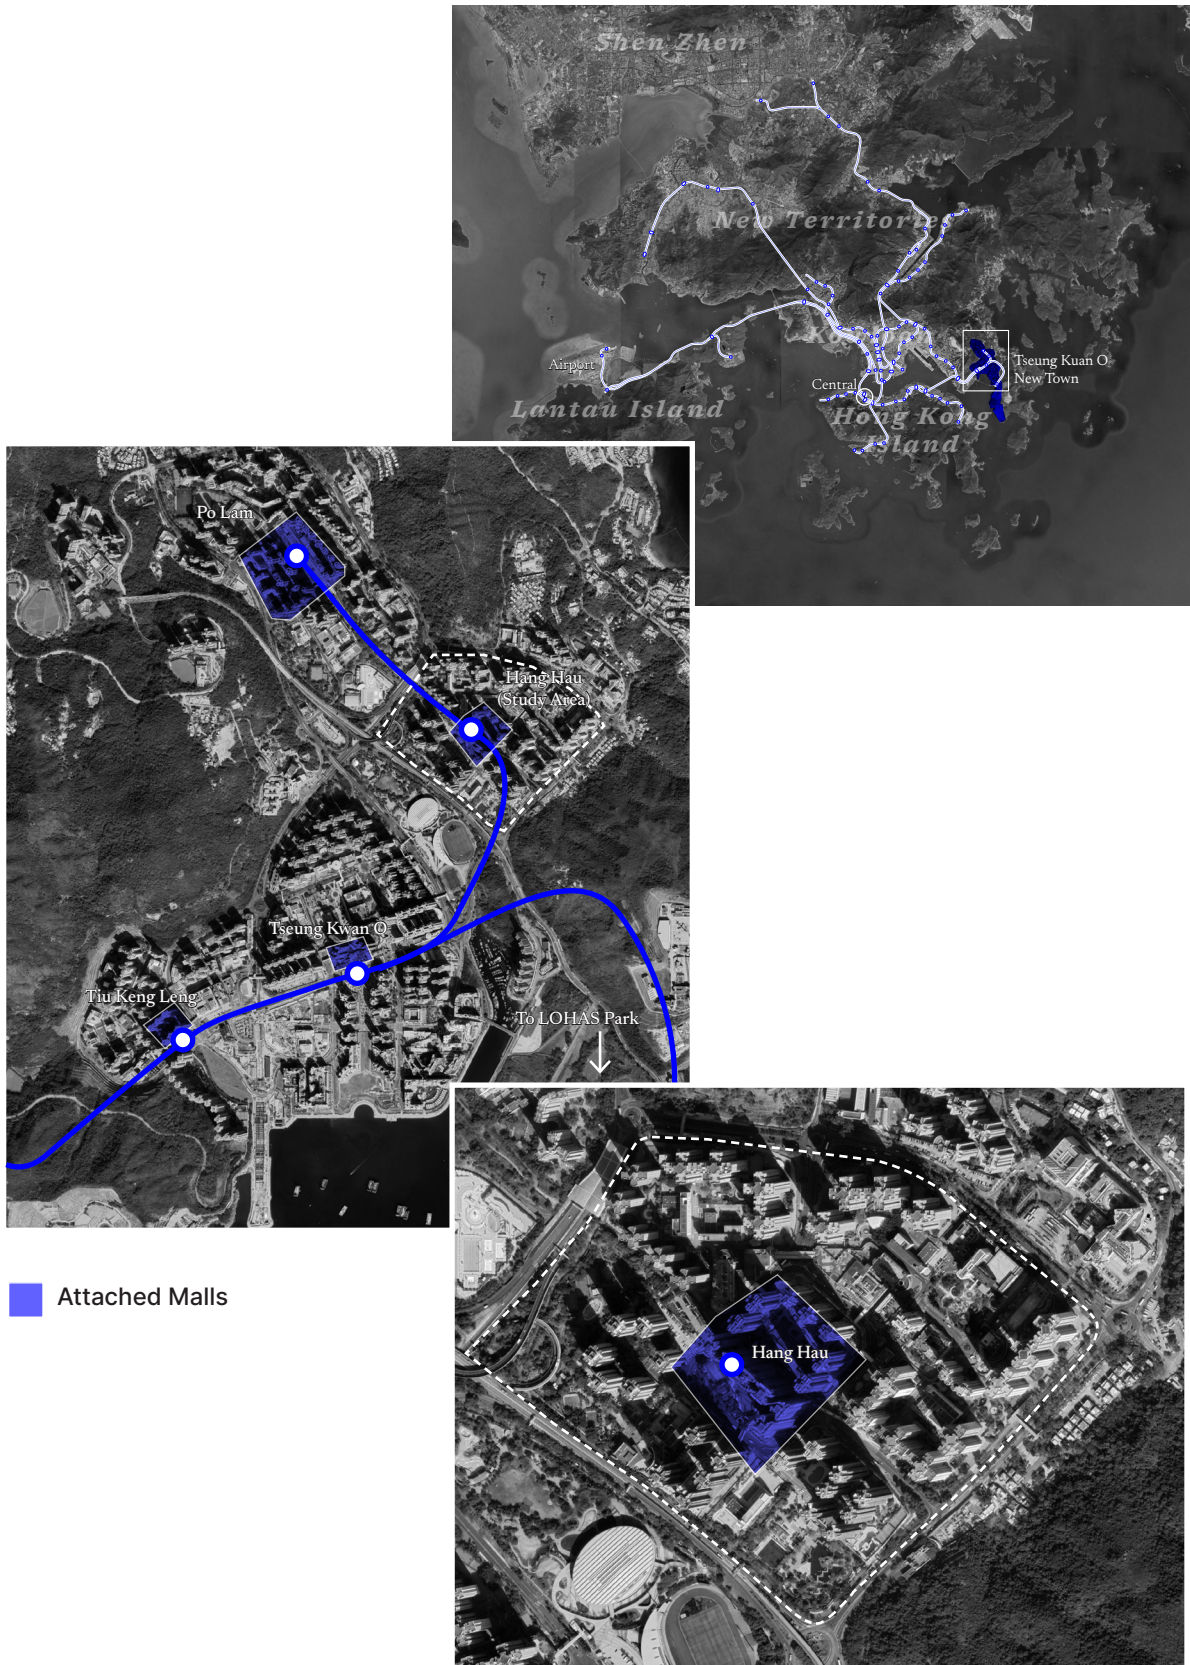 Shen Zhen
New Territories
Kowloon
Airport
Tseung Kuan O
New Town
Central
Lantau Island
Hong Kong
Island
Po Lam
Hang Hau
(Study Area)
Tseung Kwan O
Tiu Keng Leng
To LOHAS Park
Hang Hau
Attached Malls